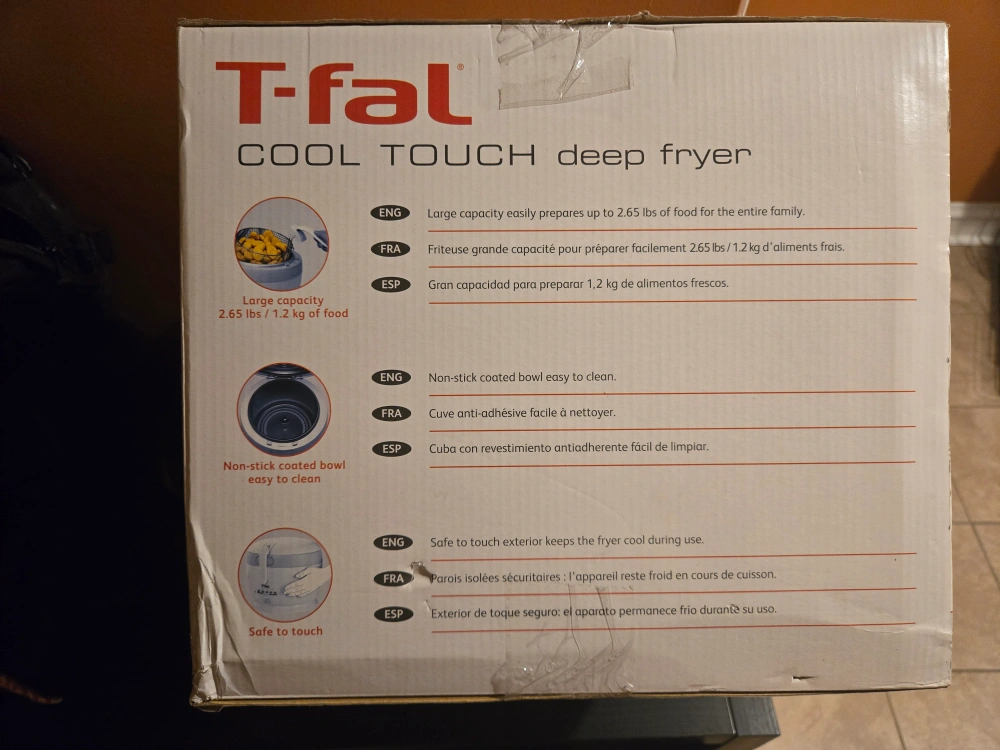 T-fal®
COOL TOUCH deep fryer
ENG Large capacity easily prepares up to 2.65 lbs of food for the entire family.
FRA Friteuse grande capacité pour préparer facilement 2.65 lbs / 1.2 kg d'aliments frais.
ESP Gran capacidad para preparar 1,2 kg de alimentos frescos.
Large capacity
2.65 lbs / 1.2 kg of food
ENG Non-stick coated bowl easy to clean.
FRA Cuve anti-adhésive facile à nettoyer.
ESP Cuba con revestimiento antiadherente fácil de limpiar.
Non-stick coated bowl
easy to clean
ENG Safe to touch exterior keeps the fryer cool during use.
FRA Parois isolées sécuritaires : l'appareil reste froid en cours de cuisson.
ESP Exterior de toque seguro: el aparato permanece frio durante su uso.
Safe to touch